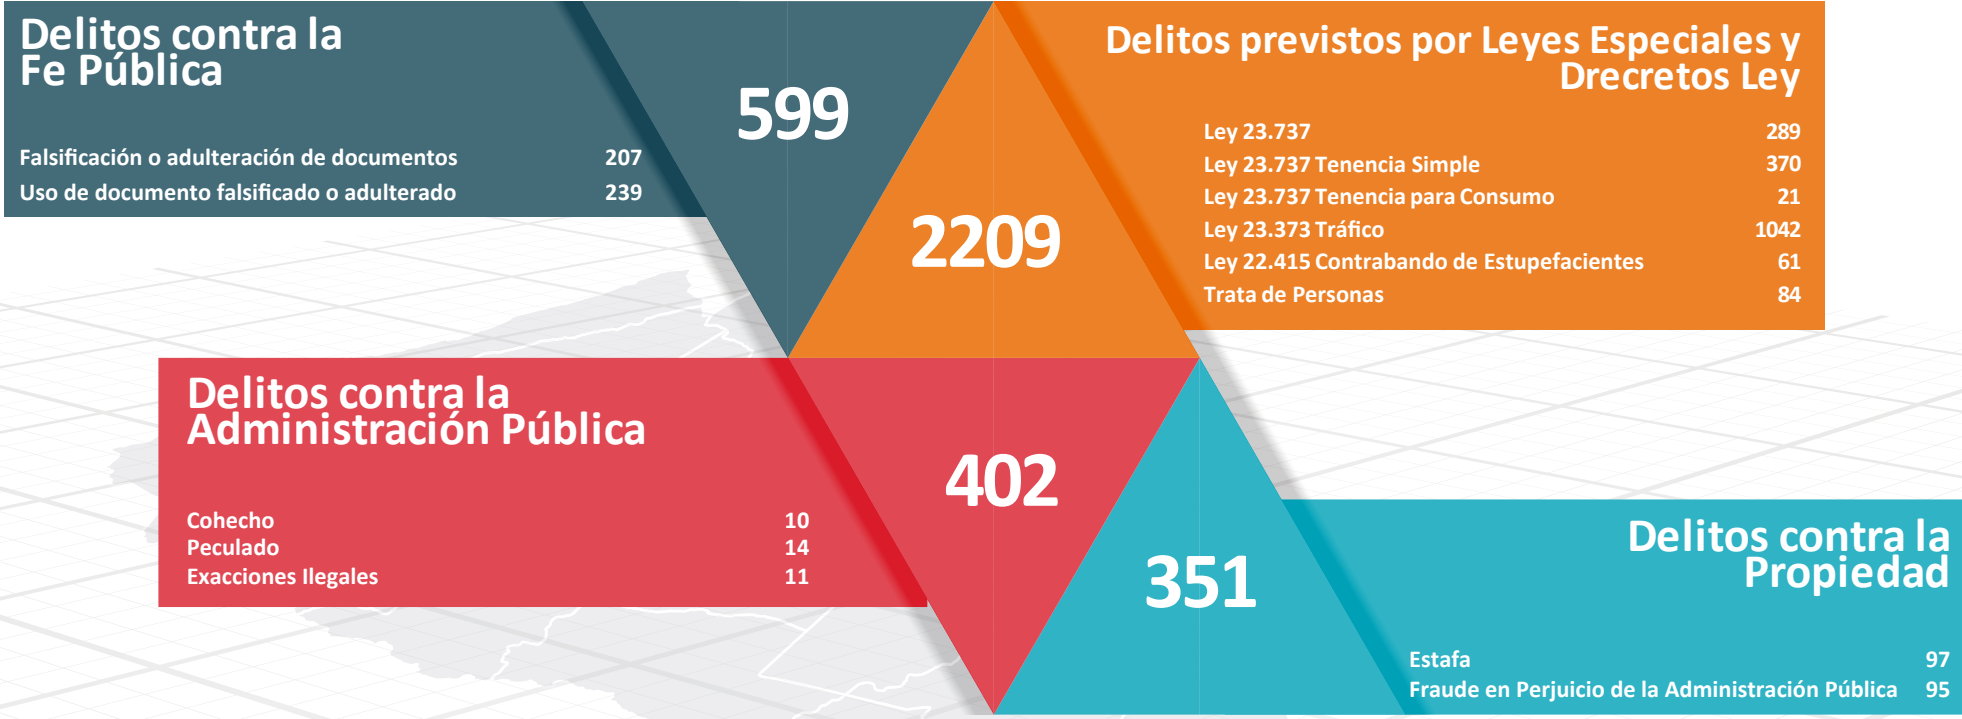 Delitos contra la
Fe Pública
Falsificación o adulteración de documentos 207
Uso de documento falsificado o adulterado 239
599
Delitos previstos por Leyes Especiales y
Drecretos Ley
Ley 23.737 289
Ley 23.737 Tenencia Simple 370
Ley 23.737 Tenencia para Consumo 21
Ley 23.373 Tráfico 1042
Ley 22.415 Contrabando de Estupefacientes 61
Trata de Personas 84
2209
Delitos contra la
Administración Pública
Cohecho 10
Peculado 14
Exacciones Ilegales 11
402
351
Delitos contra la
Propiedad
Estafa 97
Fraude en Perjuicio de la Administración Pública 95